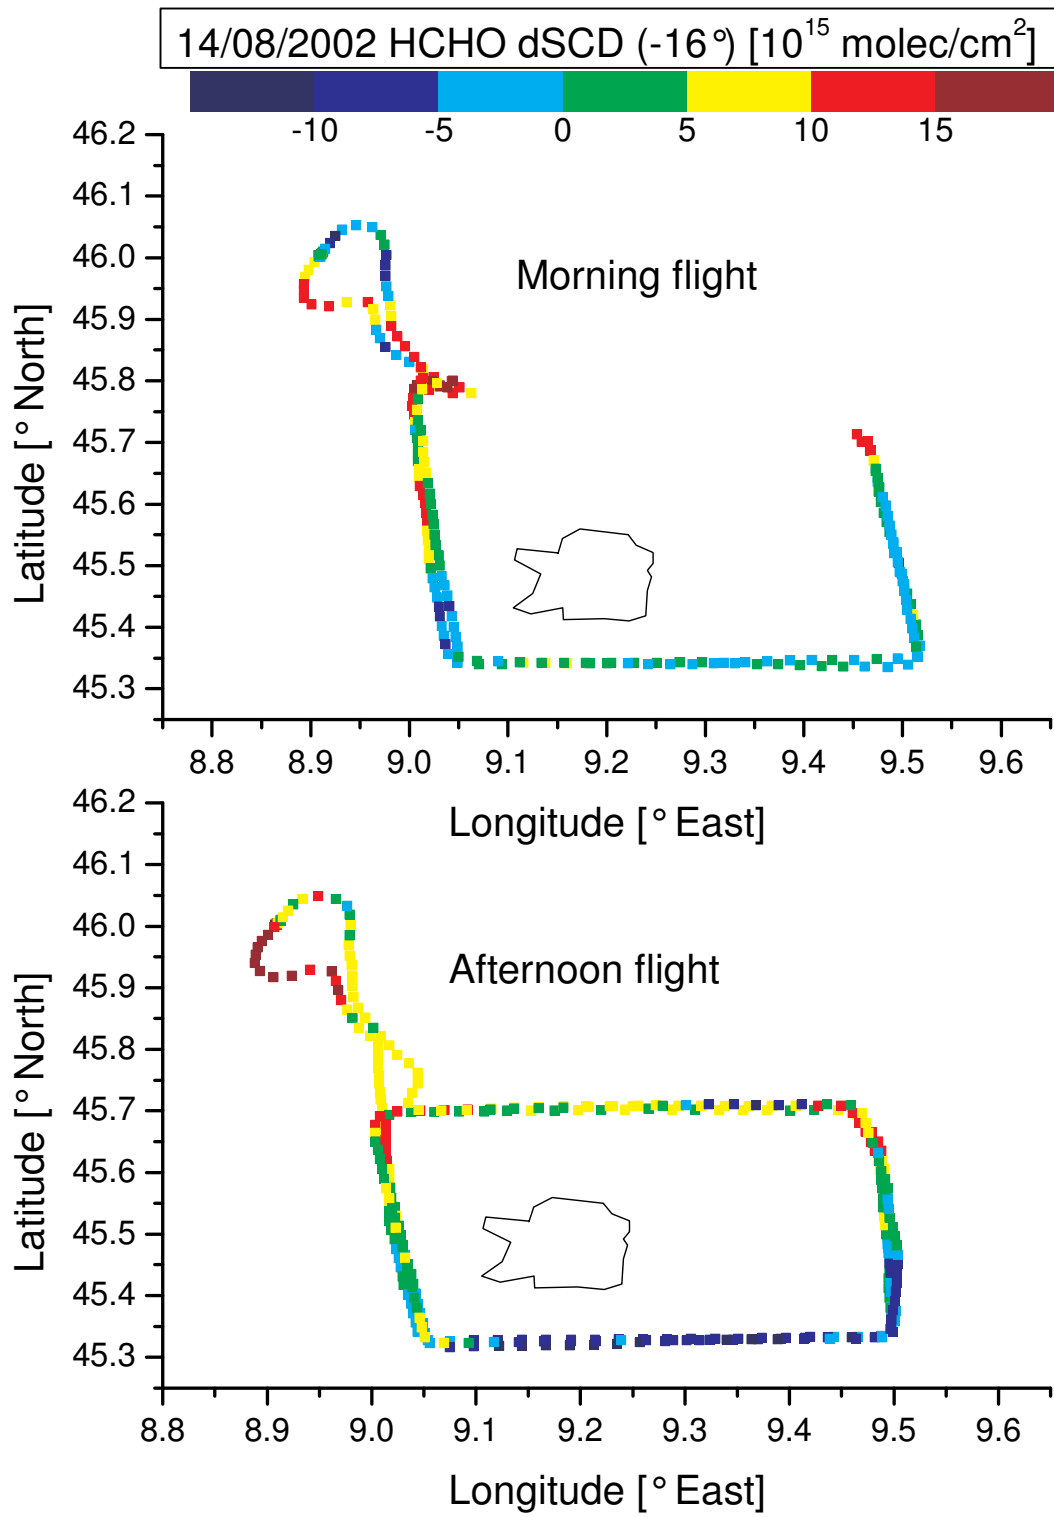 14/08/2002 HCHO dSCD (-16°) [10¹⁵ molec/cm²]
-10 -5 0 5 10 15
46.2
46.1
46.0
45.9
45.8
45.7
45.6
45.5
45.4
45.3
Latitude [° North]
Morning flight
8.8 8.9 9.0 9.1 9.2 9.3 9.4 9.5 9.6
Longitude [° East]
46.2
46.1
46.0
45.9
45.8
45.7
45.6
45.5
45.4
45.3
Latitude [° North]
Afternoon flight
8.8 8.9 9.0 9.1 9.2 9.3 9.4 9.5 9.6
Longitude [° East]